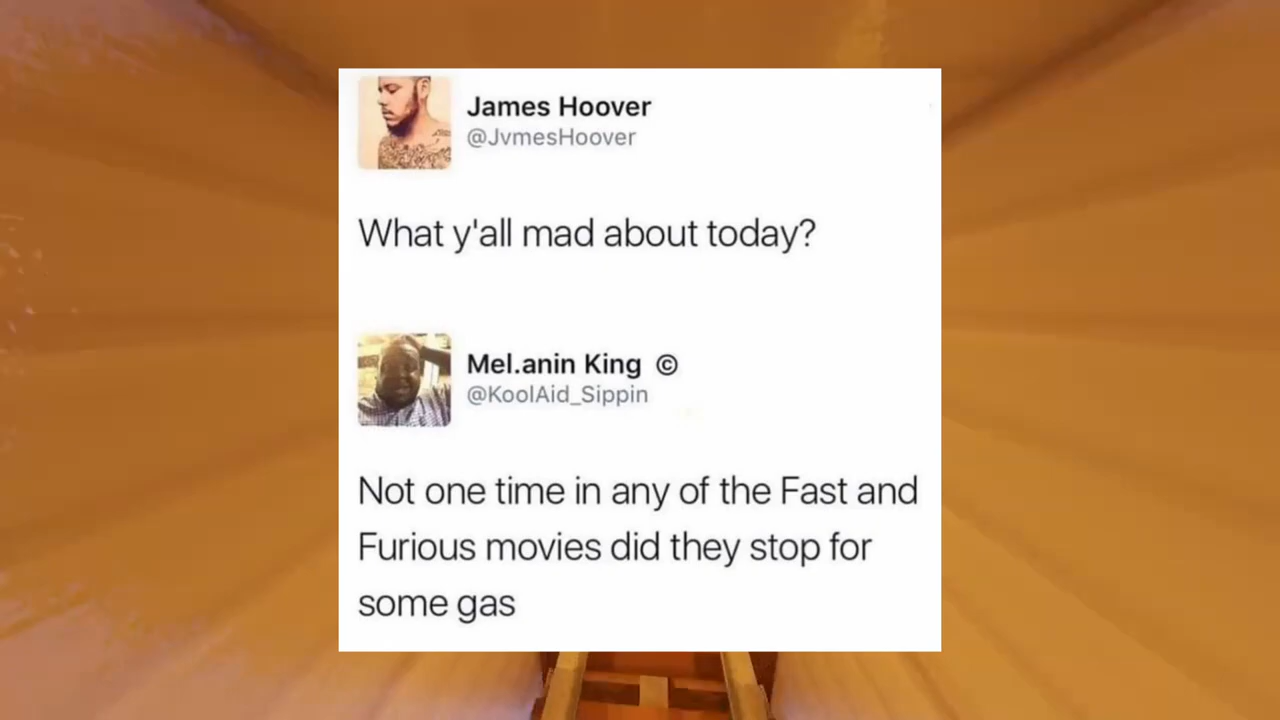 James Hoover
@JvmesHoover
What y'all mad about today?
Mel.anin King ©
@KoolAid_Sippin
Not one time in any of the Fast and
Furious movies did they stop for
some gas